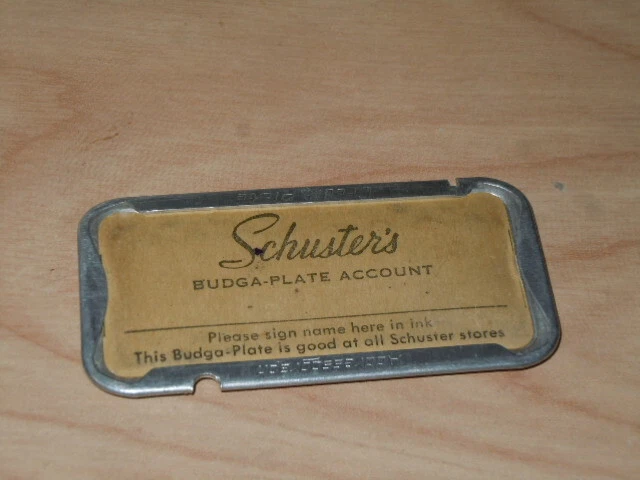 Schuster's
BUDGA-PLATE ACCOUNT
Please sign name here in ink
This Budga-Plate is good at all Schuster stores